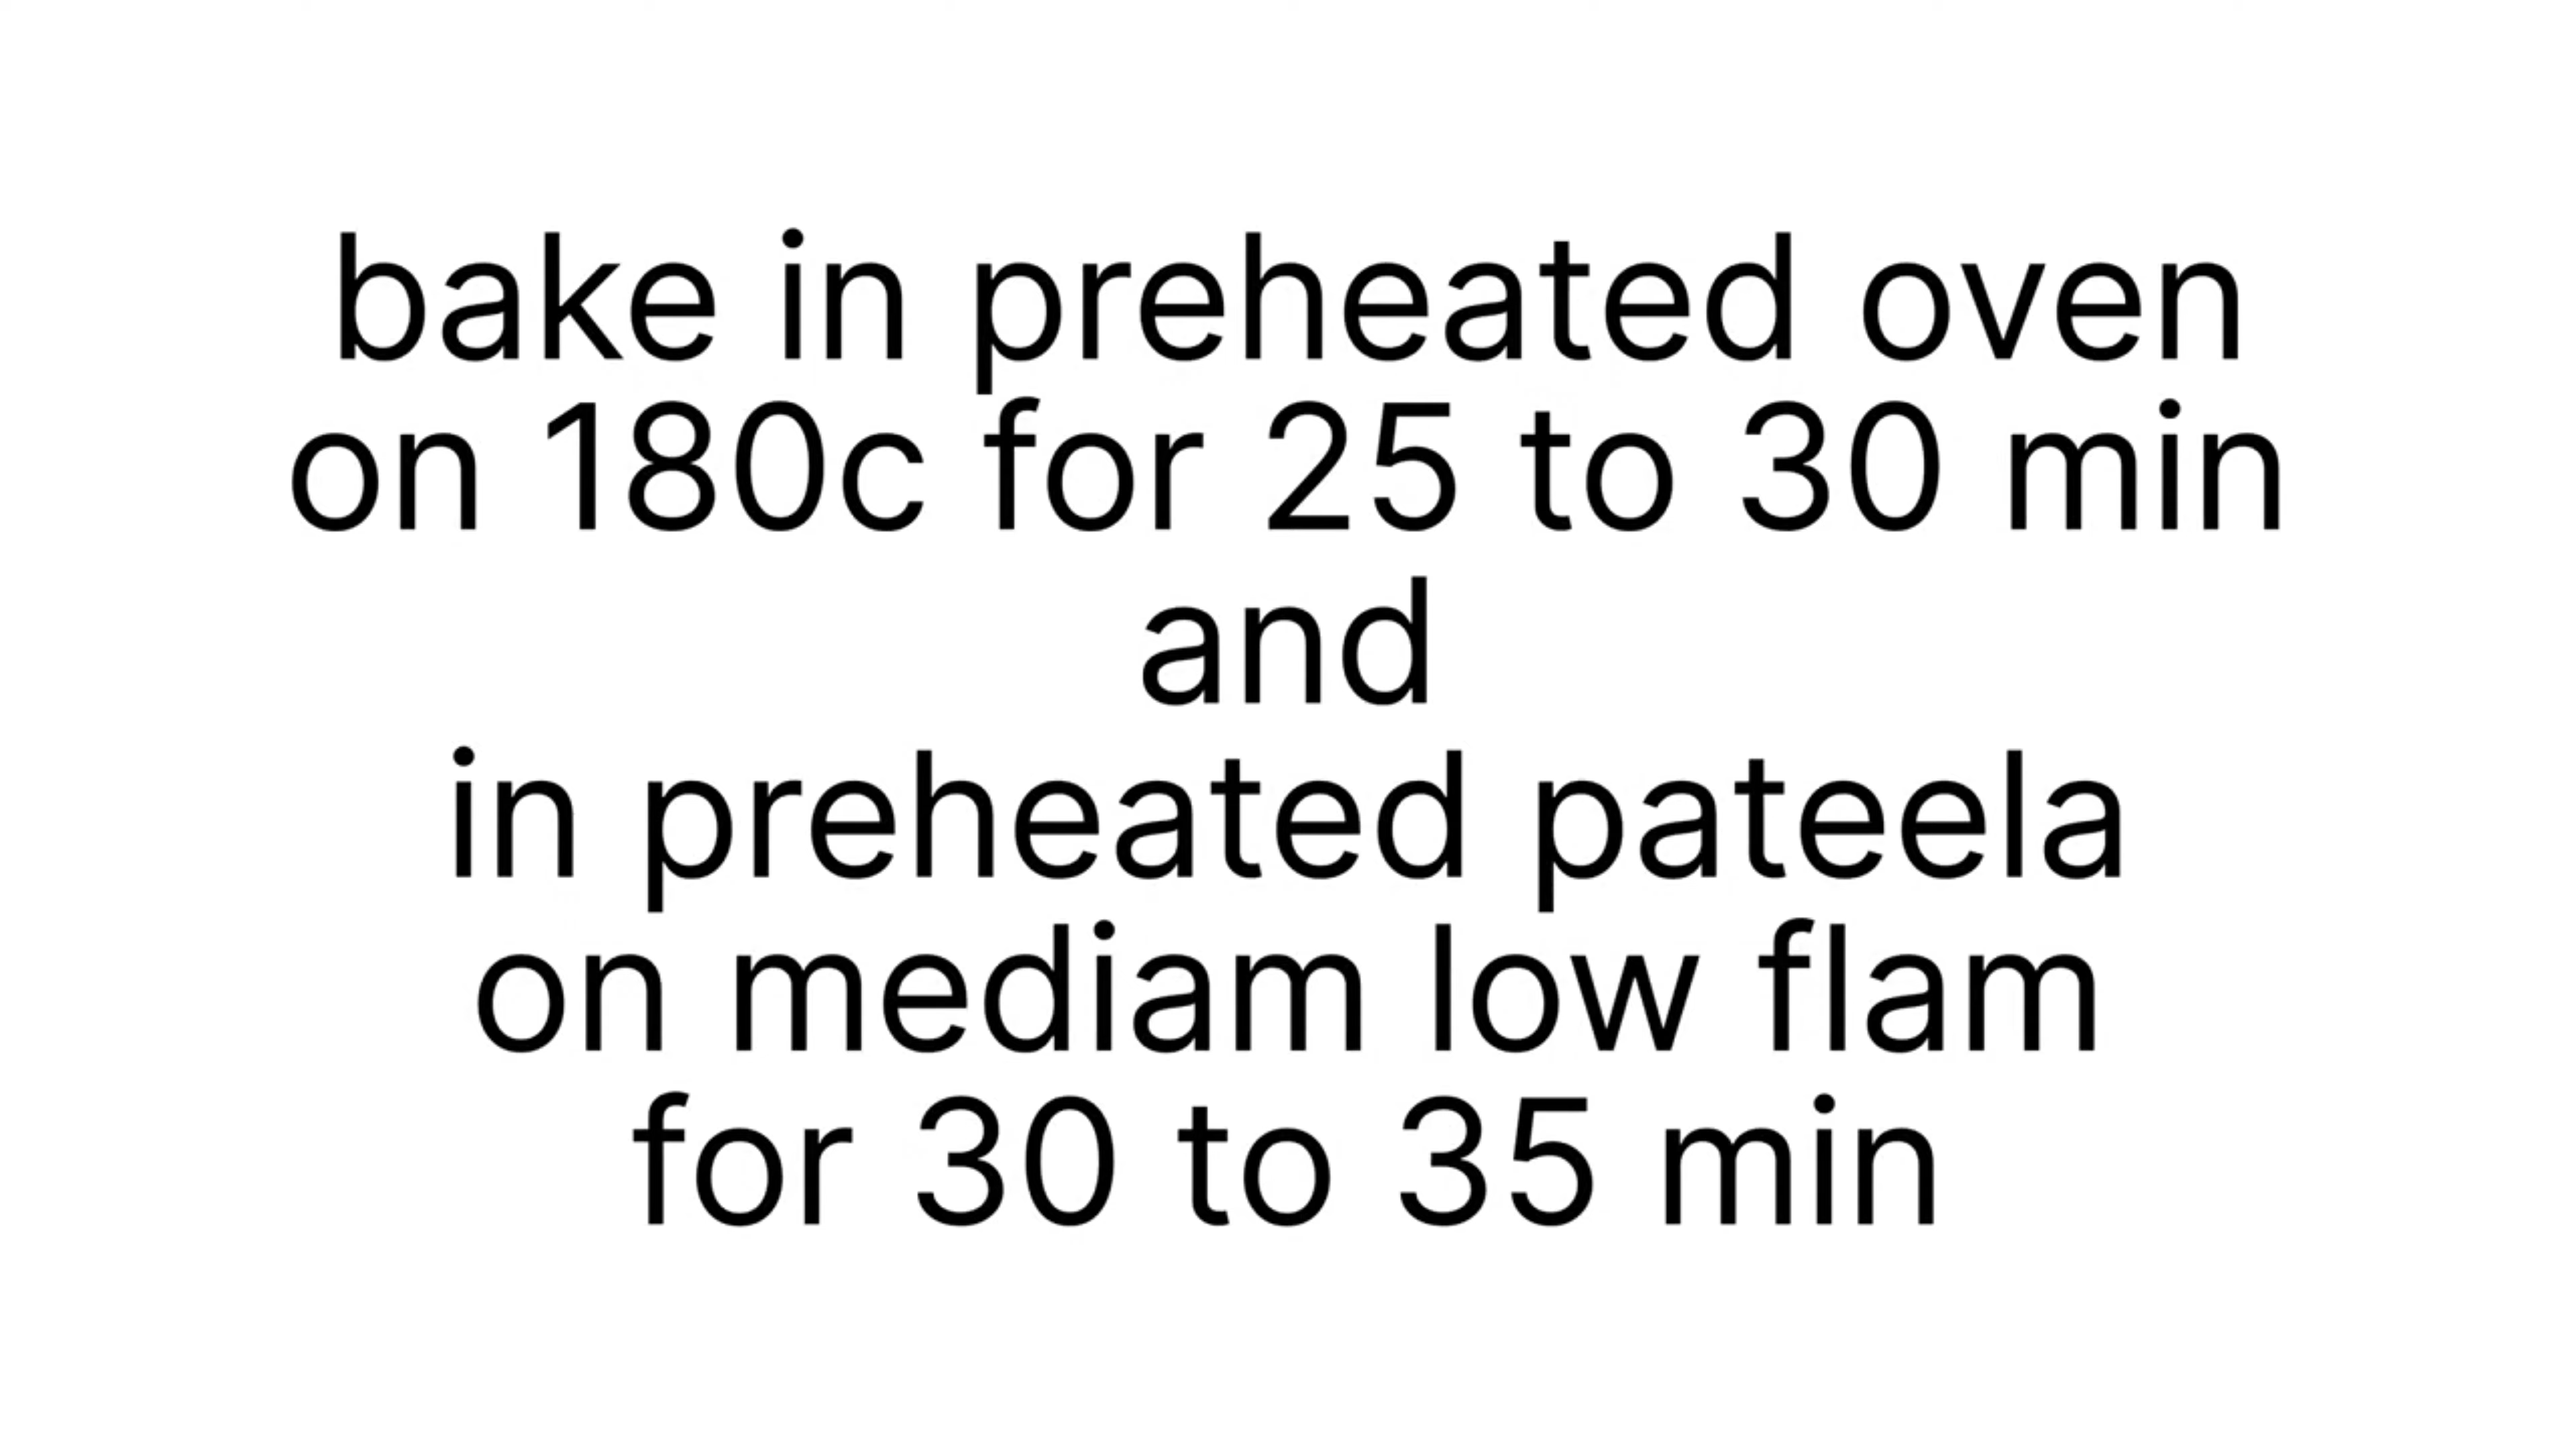 bake in preheated oven
on 180c for 25 to 30 min
and
in preheated pateela
on mediam low flam
for 30 to 35 min